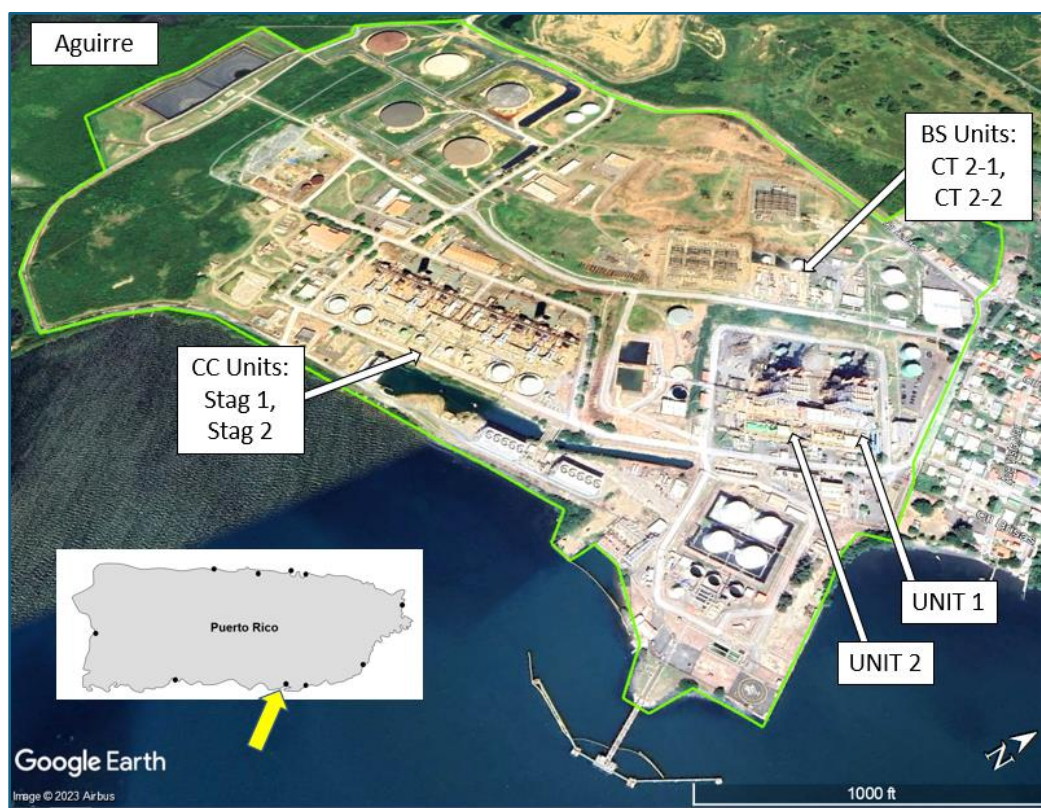 Aguirre
BS Units:
CT 2-1,
CT 2-2
CC Units:
Stag 1,
Stag 2
UNIT 1
UNIT 2
Puerto Rico
N
Google Earth
Image © 2023 Airbus
1000 ft